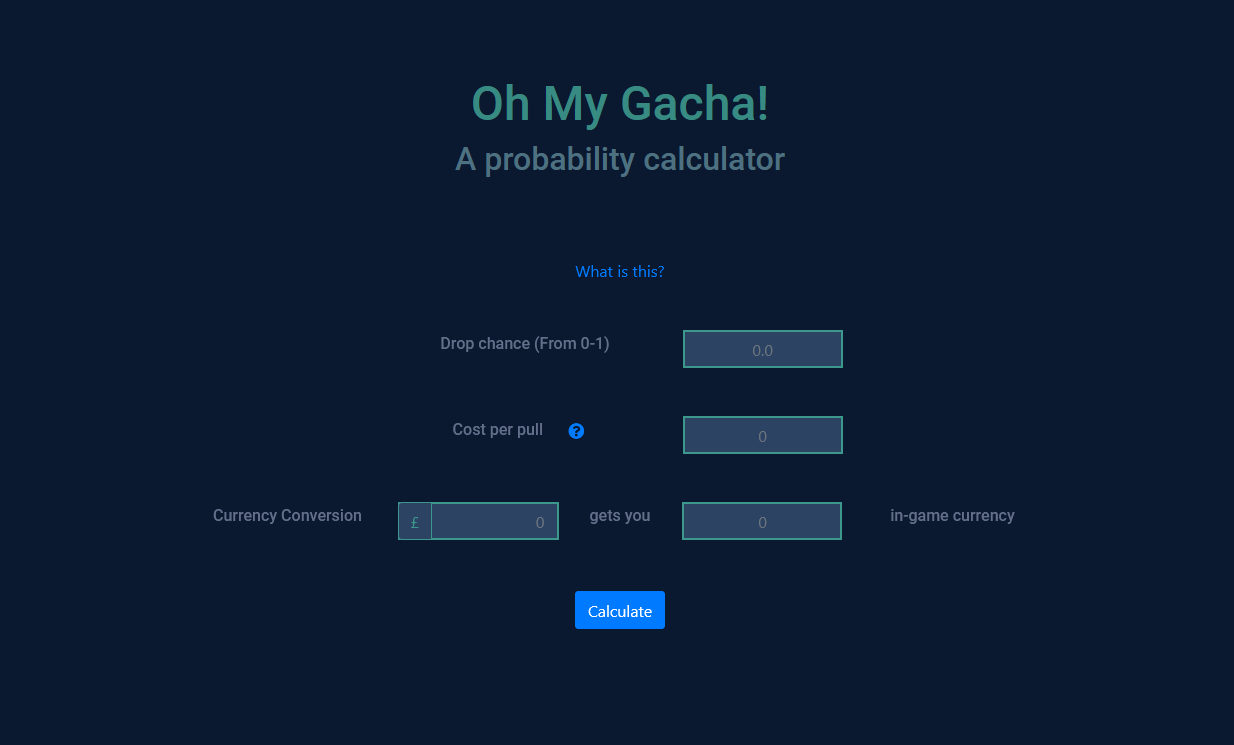 Oh My Gacha!
A probability calculator
What is this?
Drop chance (From 0-1) 0.0
Cost per pull ? 0
Currency Conversion £ 0 gets you 0 in-game currency
Calculate